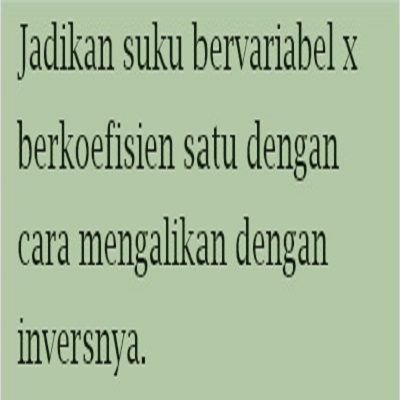 Jadikan suku bervariabel x
berkoefisien satu dengan
cara mengalikan dengan
inversnya.